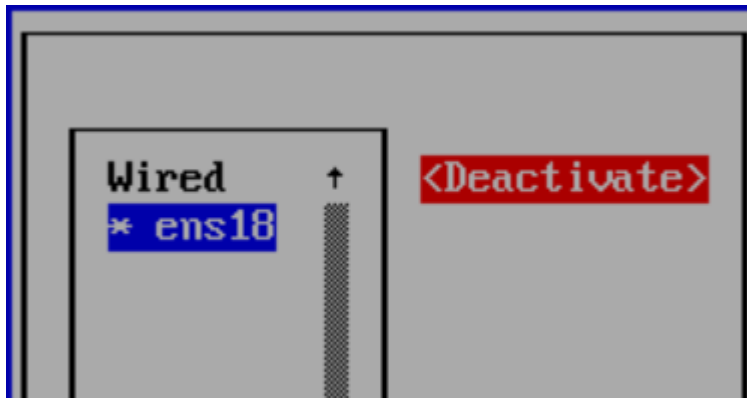 Wired ↑ <Deactivate>
* ens18